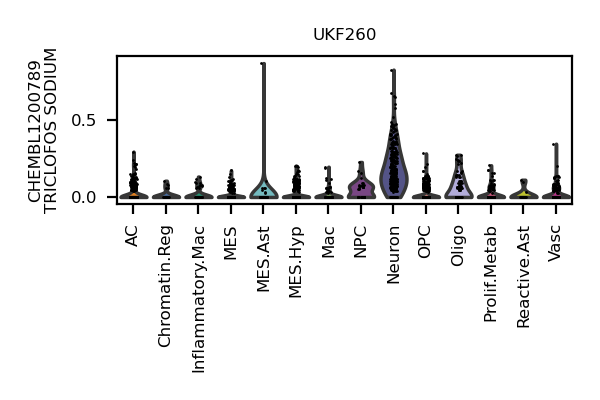 UKF260
CHEMBL1200789
TRICLOFOS SODIUM
0.5
0.0
AC
Chromatin.Reg
Inflammatory.Mac
MES
MES.Ast
MES.Hyp
Mac
NPC
Neuron
OPC
Oligo
Prolif.Metab
Reactive.Ast
Vasc